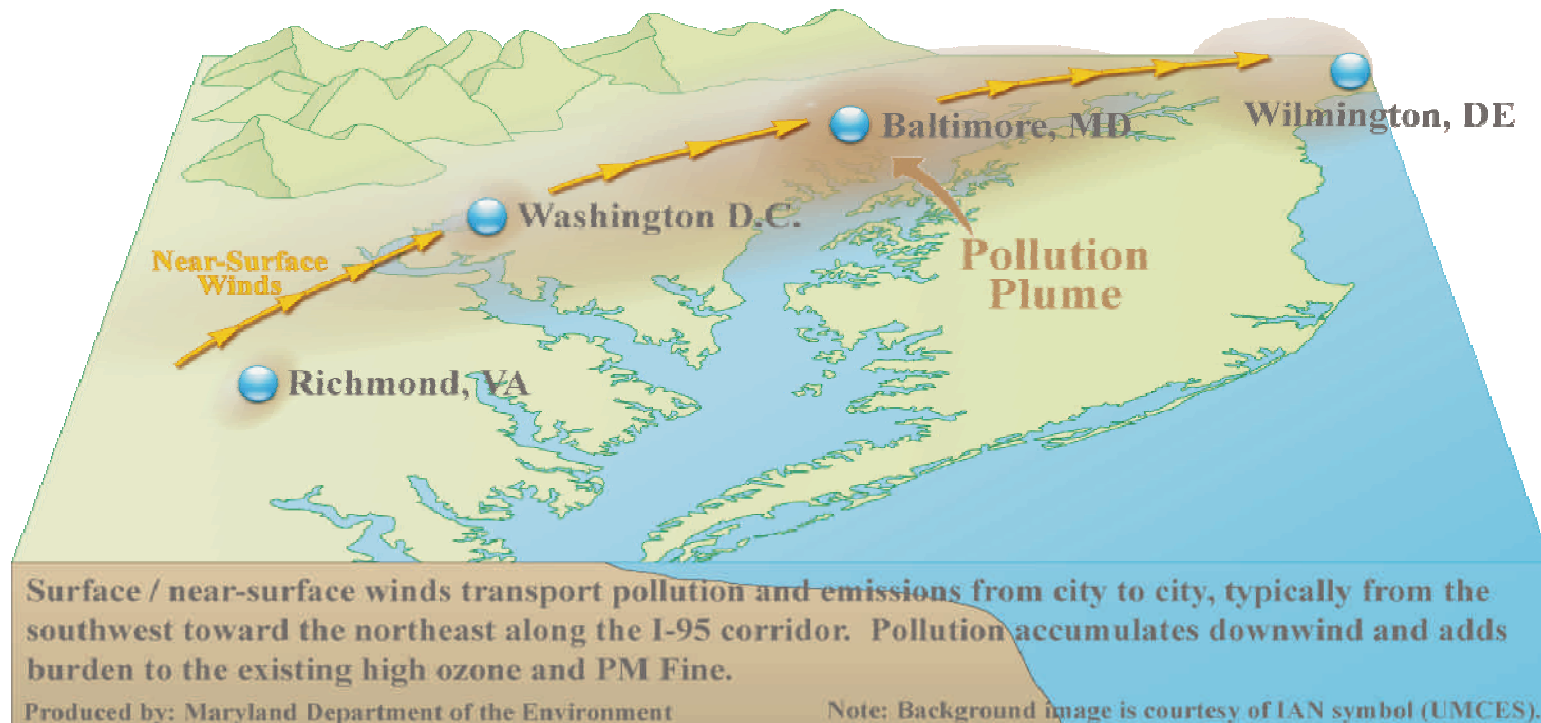 Wilmington, DE
Baltimore, MD
Washington D.C.
Near-Surface
Winds
Pollution
Plume
Richmond, VA
Surface / near-surface winds transport pollution and emissions from city to city, typically from the
southwest toward the northeast along the I-95 corridor.  Pollution accumulates downwind and adds
burden to the existing high ozone and PM Fine.
Produced by: Maryland Department of the Environment
Note: Background image is courtesy of IAN symbol (UMCES).